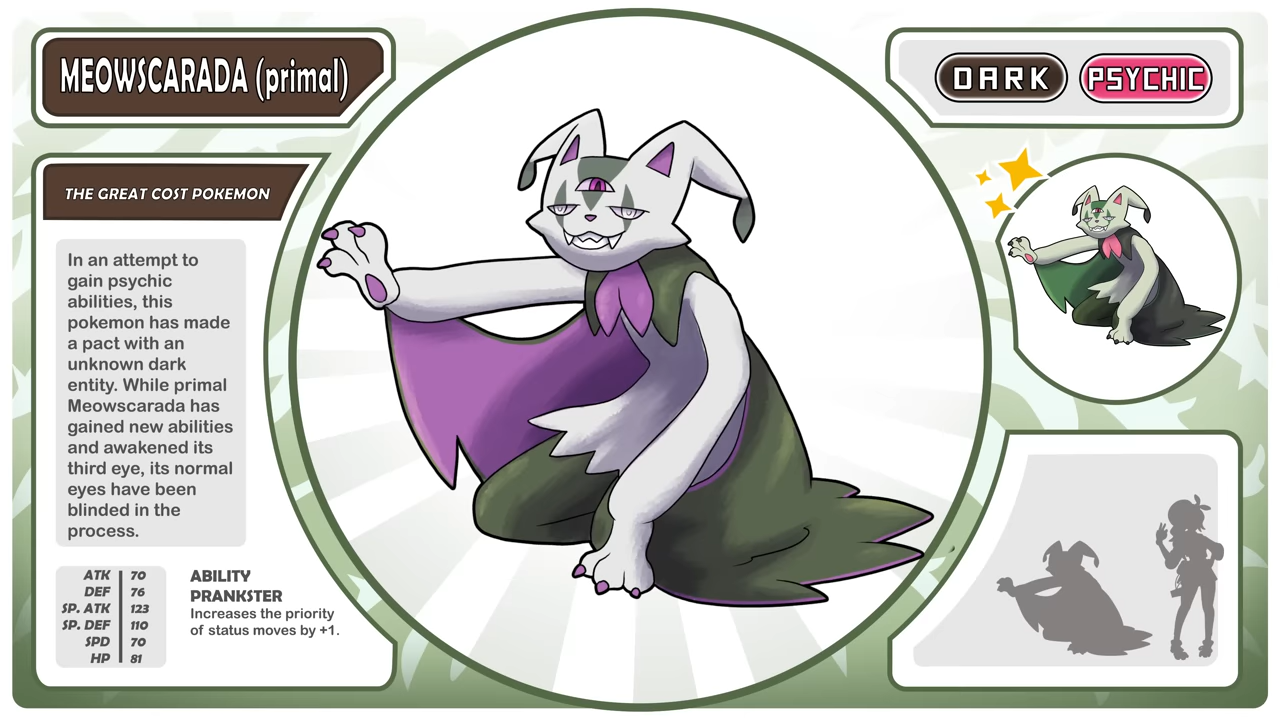 MEOWSCARADA (primal)
DARK
PSYCHIC
THE GREAT COST POKEMON
In an attempt to
gain psychic
abilities, this
pokemon has made
a pact with an
unknown dark
entity. While primal
Meowscarada has
gained new abilities
and awakened its
third eye, its normal
eyes have been
blinded in the
process.
ATK 70
DEF 76
SP. ATK 123
SP. DEF 110
SPD 70
HP 81
ABILITY
PRANKSTER
Increases the priority
of status moves by +1.